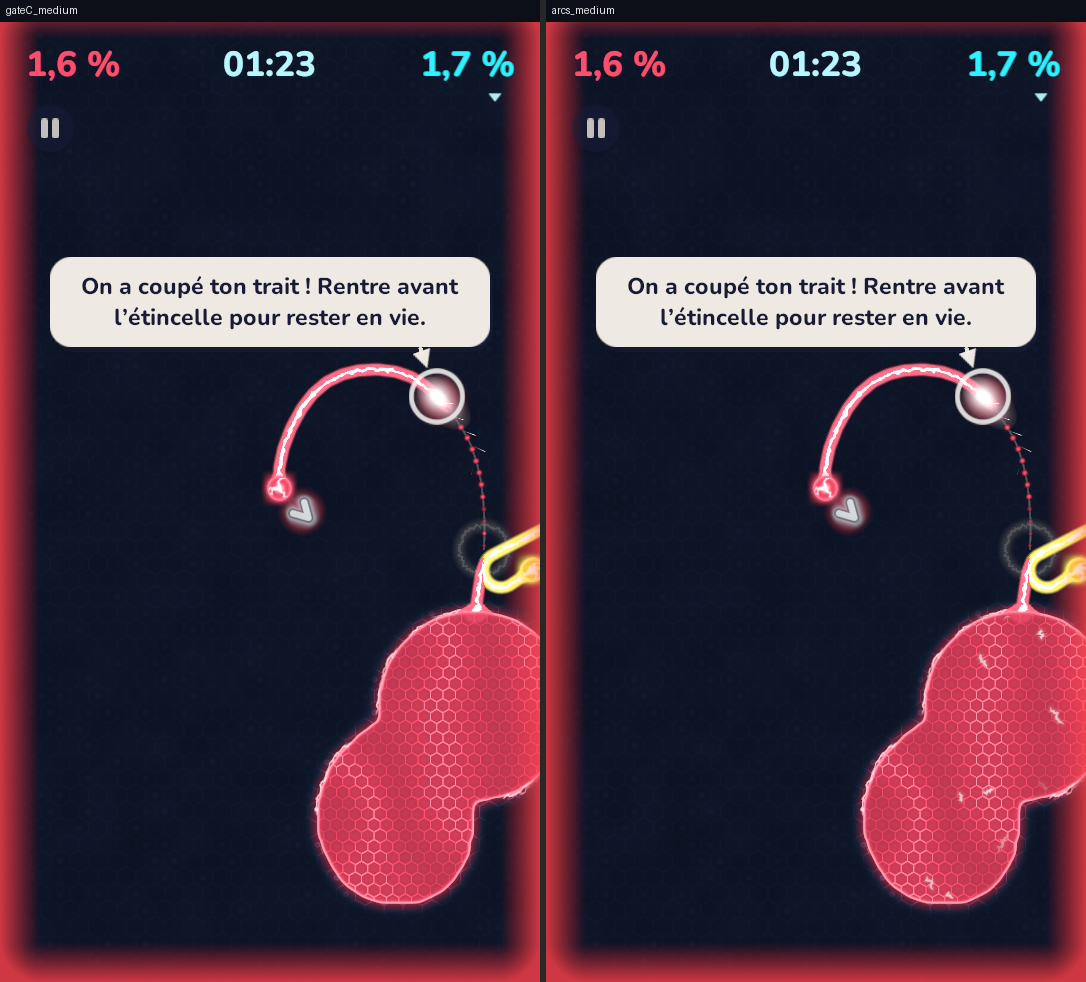 gateC_medium
1,6 %
01:23
1,7 %
On a coupé ton trait ! Rentre avant
l’étincelle pour rester en vie.
arcs_medium
1,6 %
01:23
1,7 %
On a coupé ton trait ! Rentre avant
l’étincelle pour rester en vie.